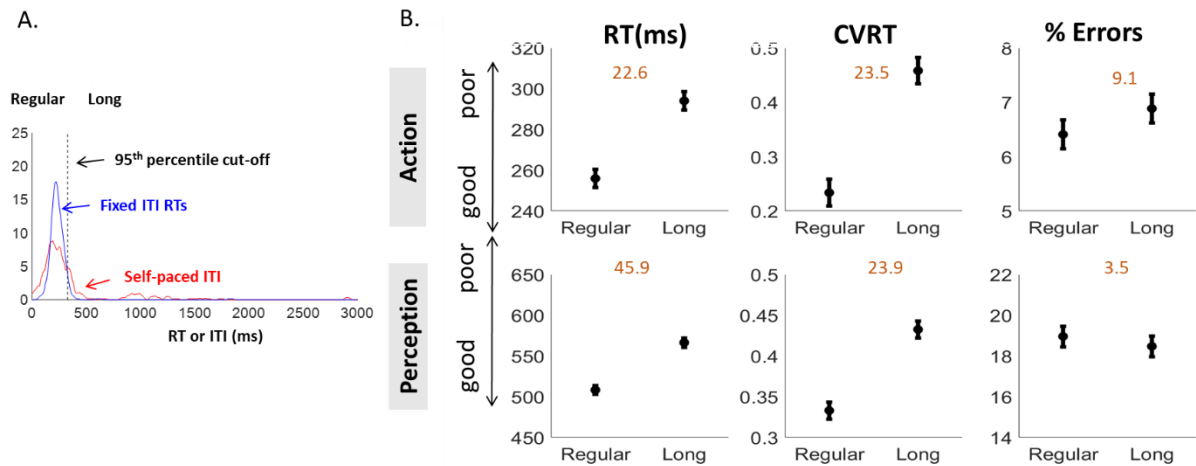 A.
Regular Long
25
20
15
10
5
0
95th percentile cut-off
Fixed ITI RTs
Self-paced ITI
0 500 1000 1500 2000 2500 3000
RT or ITI (ms)
B.
RT(ms) CVRT % Errors
Action
poor
good
320
300
280
260
240
22.6
Regular Long
0.5
0.4
0.3
0.2
23.5
Regular Long
8
7
6
5
9.1
Regular Long
Perception
poor
good
650
600
550
500
450
45.9
Regular Long
0.5
0.45
0.4
0.35
0.3
23.9
Regular Long
22
20
18
16
14
3.5
Regular Long